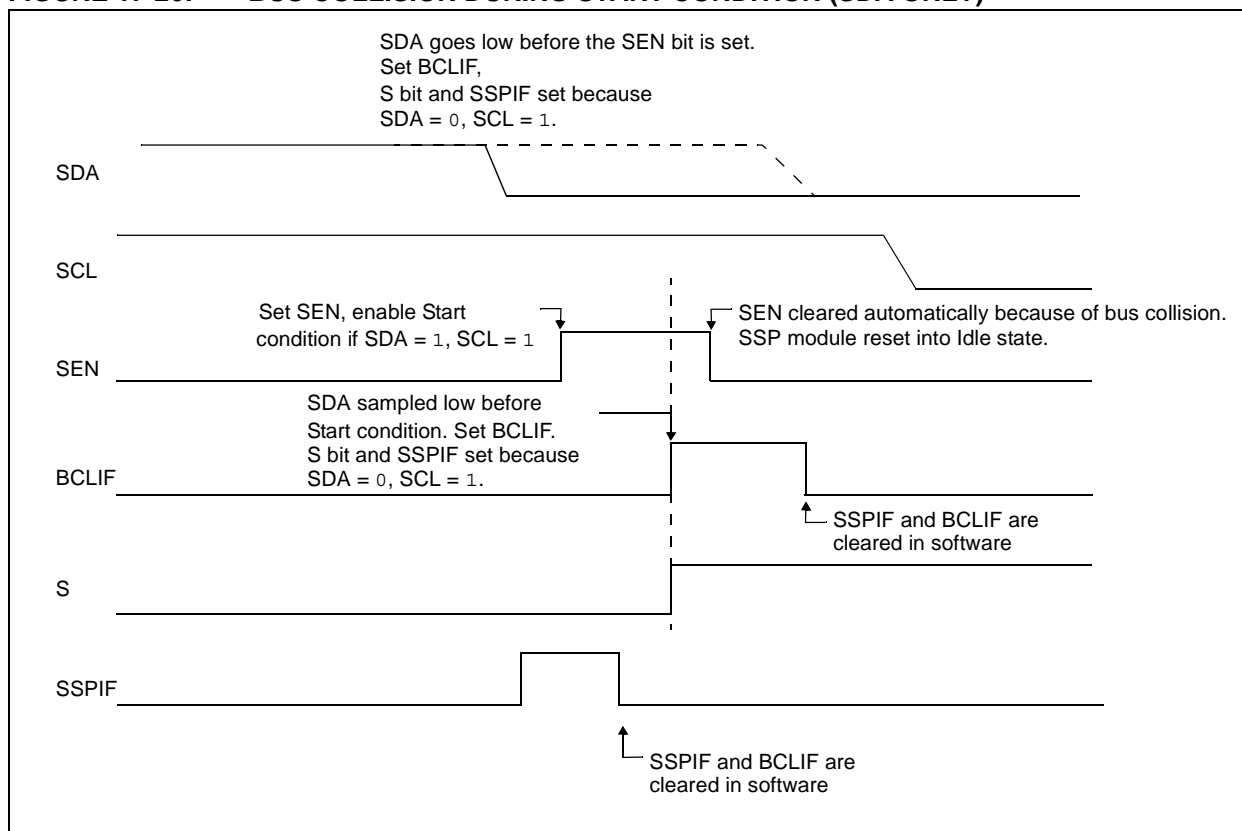 SDA goes low before the SEN bit is set.
Set BCLIF,
S bit and SSPIF set because
SDA = 0, SCL = 1.
SDA
SCL
Set SEN, enable Start
condition if SDA = 1, SCL = 1
SEN cleared automatically because of bus collision.
SSP module reset into Idle state.
SEN
SDA sampled low before
Start condition. Set BCLIF.
S bit and SSPIF set because
SDA = 0, SCL = 1.
BCLIF
SSPIF and BCLIF are
cleared in software
S
SSPIF
SSPIF and BCLIF are
cleared in software